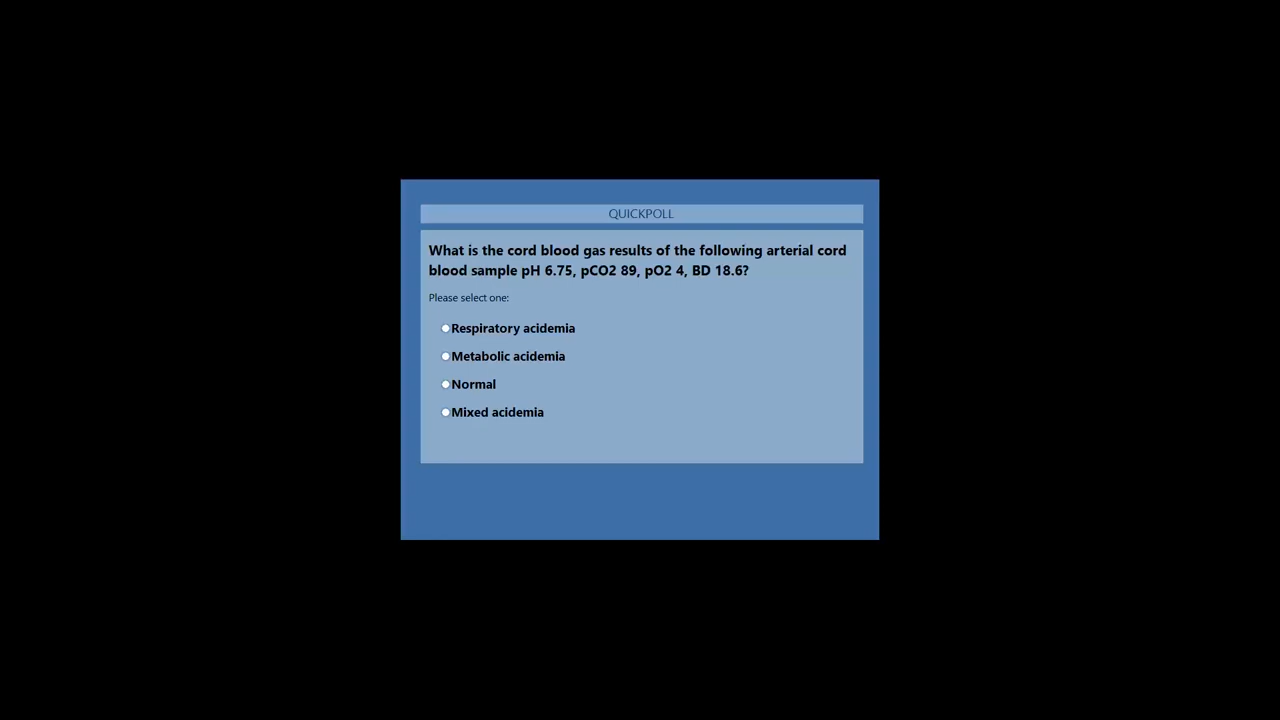 QUICKPOLL
What is the cord blood gas results of the following arterial cord
blood sample pH 6.75, pCO2 89, pO2 4, BD 18.6?
Please select one:
Respiratory acidemia
Metabolic acidemia
Normal
Mixed acidemia